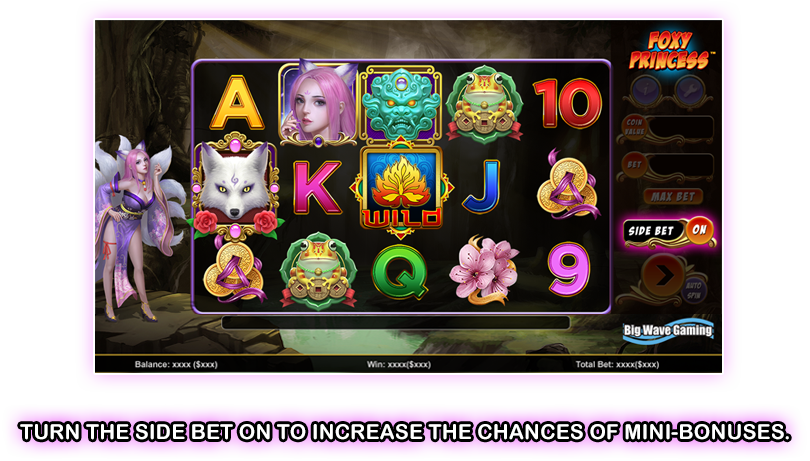 FOXY
PRINCESS™
A
10
COIN
VALUE
BET
K
WILD
J
MAX BET
SIDE BET ON
Q
9
AUTO
SPIN
Big Wave Gaming
Balance: xxxx ($xxx)
Win: xxxx($xxx)
Total Bet: xxxx($xxx)
TURN THE SIDE BET ON TO INCREASE THE CHANCES OF MINI-BONUSES.